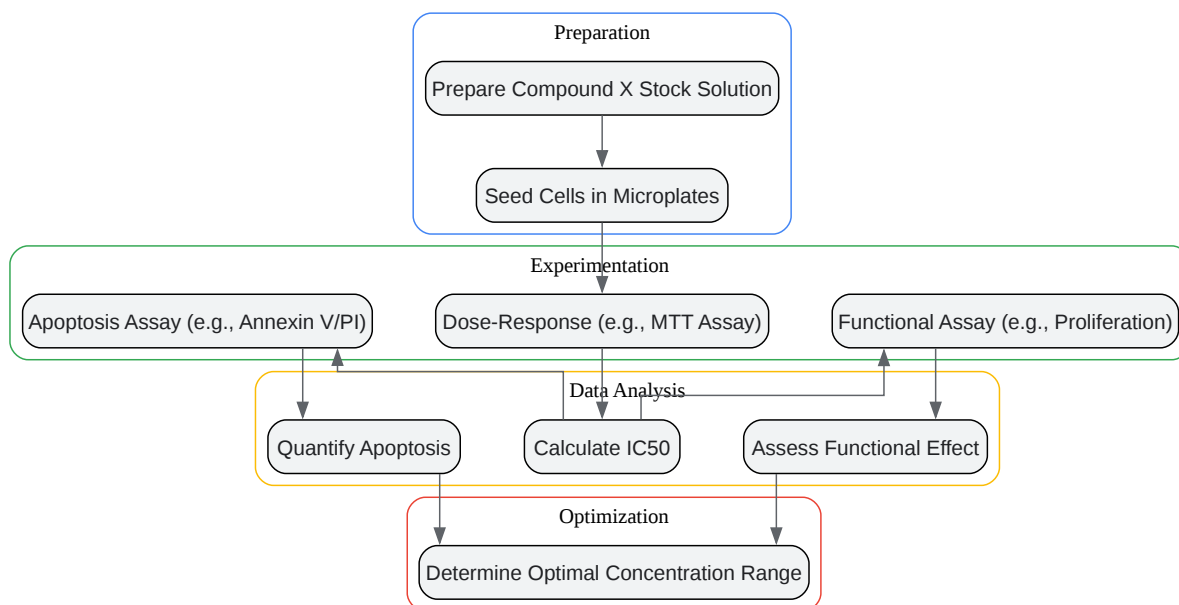 Preparation
Prepare Compound X Stock Solution
Seed Cells in Microplates
Experimentation
Apoptosis Assay (e.g., Annexin V/PI)
Dose-Response (e.g., MTT Assay)
Functional Assay (e.g., Proliferation)
Data Analysis
Quantify Apoptosis
Calculate IC50
Assess Functional Effect
Optimization
Determine Optimal Concentration Range